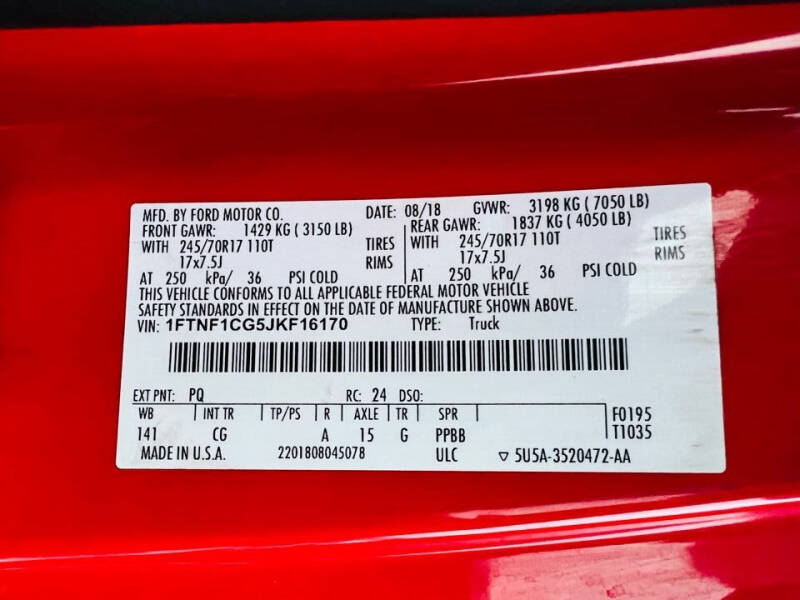 MFD. BY FORD MOTOR CO. DATE: 08/18 GVWR: 3198 KG ( 7050 LB)
FRONT GAWR: 1429 KG ( 3150 LB) REAR GAWR: 1837 KG ( 4050 LB)
WITH 245/70R17 110T TIRES WITH 245/70R17 110T TIRES
17x7.5J RIMS 17x7.5J RIMS
AT 250 kPa/ 36 PSI COLD AT 250 kPa/ 36 PSI COLD
THIS VEHICLE CONFORMS TO ALL APPLICABLE FEDERAL MOTOR VEHICLE
SAFETY STANDARDS IN EFFECT ON THE DATE OF MANUFACTURE SHOWN ABOVE.
VIN: 1FTNF1CG5JKF16170 TYPE: Truck
EXT PNT: PQ RC: 24 DSO:
WB INT TR TP/PS R AXLE TR SPR F0195
141 CG A 15 G PPBB T1035
MADE IN U.S.A. 2201808045078 ULC ▽ 5U5A-3520472-AA